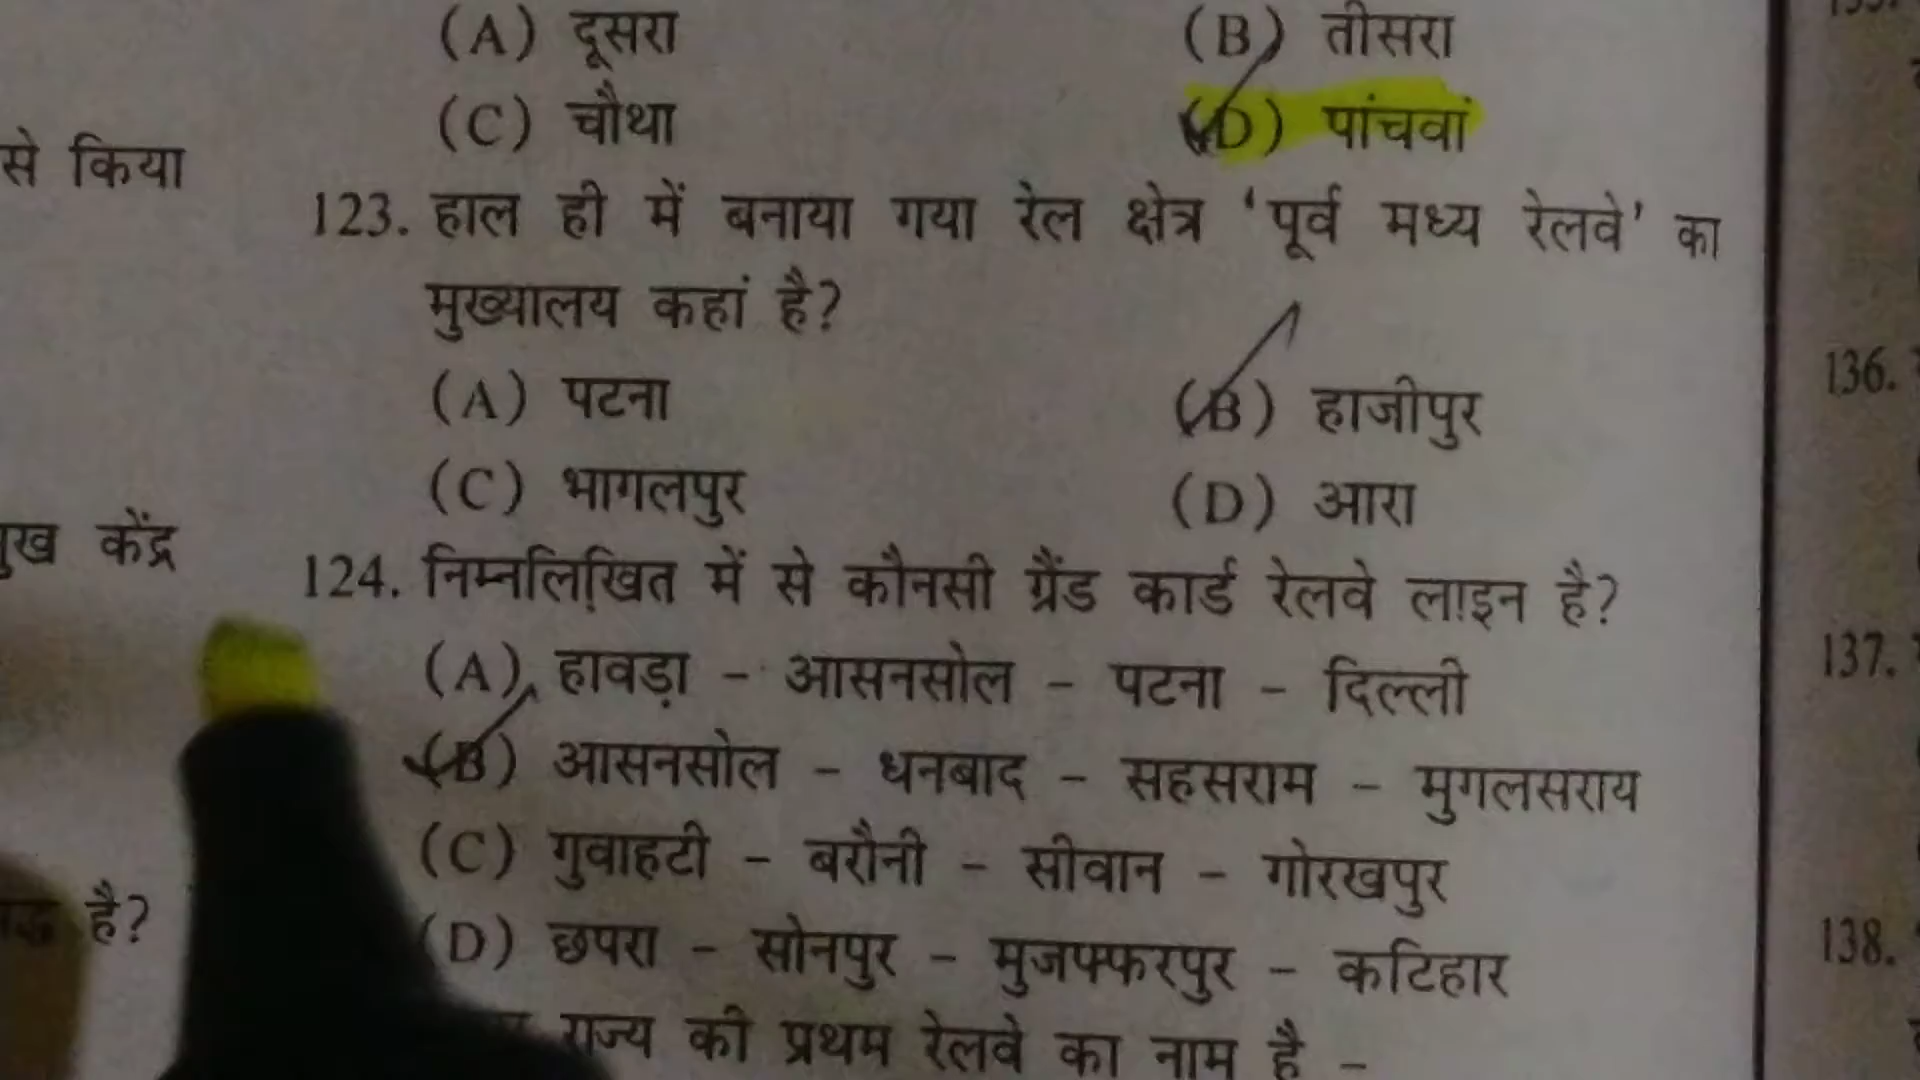 (A) दूसरा (B) तीसरा
(C) चौथा (D) पांचवां
से किया
123. हाल ही में बनाया गया रेल क्षेत्र 'पूर्व मध्य रेलवे' का
मुख्यालय कहां है?
(A) पटना (B) हाजीपुर
(C) भागलपुर (D) आरा
केंद्र
124. निम्नलिखित में से कौनसी ग्रैंड कार्ड रेलवे लाइन है?
(A) हावड़ा - आसनसोल - पटना - दिल्ली
(B) आसनसोल - धनबाद - सहसराम - मुगलसराय
(C) गुवाहटी - बरौनी - सीवान - गोरखपुर
है?
(D) छपरा - सोनपुर - मुजफ्फरपुर - कटिहार
राज्य की प्रथम रेलवे का नाम है -
136.
137.
138.